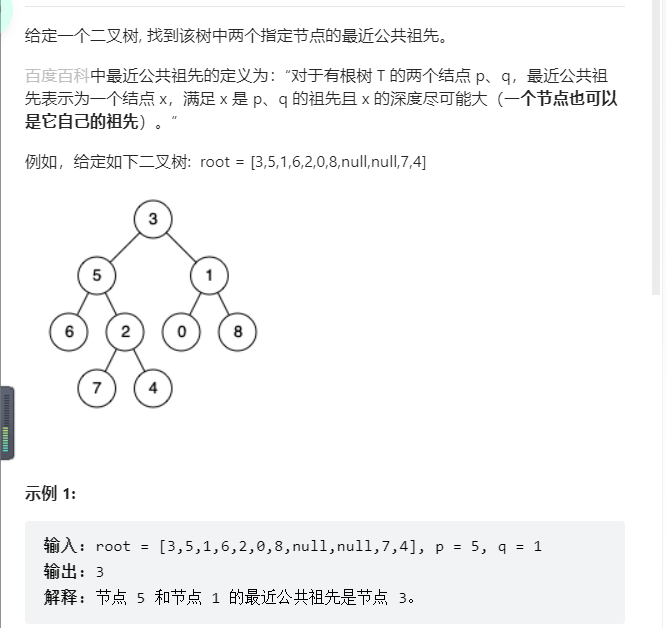 给定一个二叉树, 找到该树中两个指定节点的最近公共祖先。
百度百科中最近公共祖先的定义为：“对于有根树 T 的两个结点 p、q，最近公共祖
先表示为一个结点 x，满足 x 是 p、q 的祖先且 x 的深度尽可能大（一个节点也可以
是它自己的祖先）。”
例如，给定如下二叉树: root = [3,5,1,6,2,0,8,null,null,7,4]
3
5 1
6 2 0 8
7 4
示例 1:
输入: root = [3,5,1,6,2,0,8,null,null,7,4], p = 5, q = 1
输出: 3
解释: 节点 5 和节点 1 的最近公共祖先是节点 3。